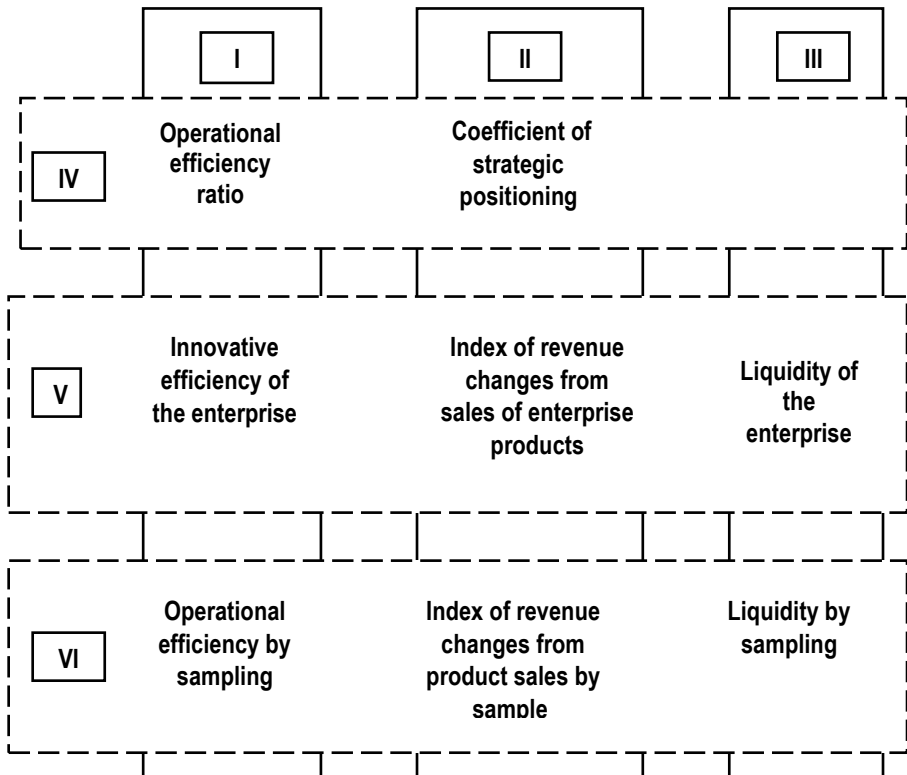 I
II
III
IV
Operational
efficiency
ratio
Coefficient of
strategic
positioning
V
Innovative
efficiency of
the enterprise
Index of revenue
changes from
sales of enterprise
products
Liquidity of
the
enterprise
VI
Operational
efficiency by
sampling
Index of revenue
changes from
product sales by
sample
Liquidity by
sampling